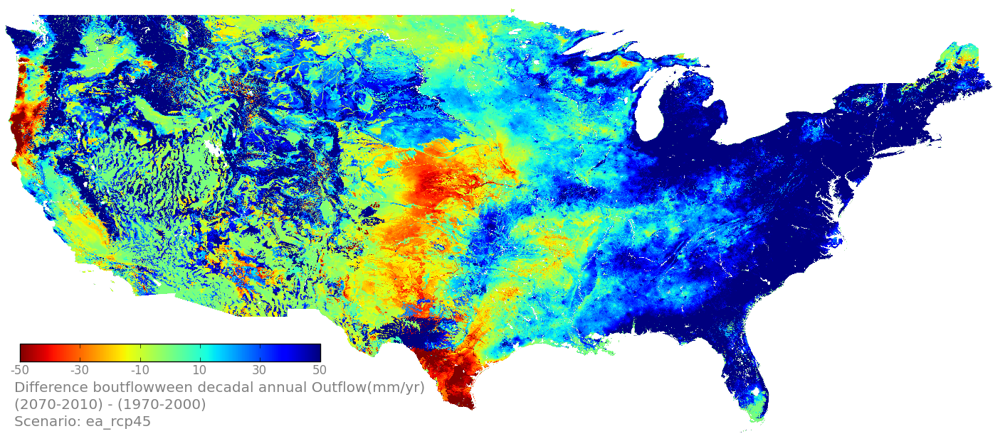 -50 -30 -10 10 30 50
Difference boutflowween decadal annual Outflow(mm/yr)
(2070-2010) - (1970-2000)
Scenario: ea_rcp45